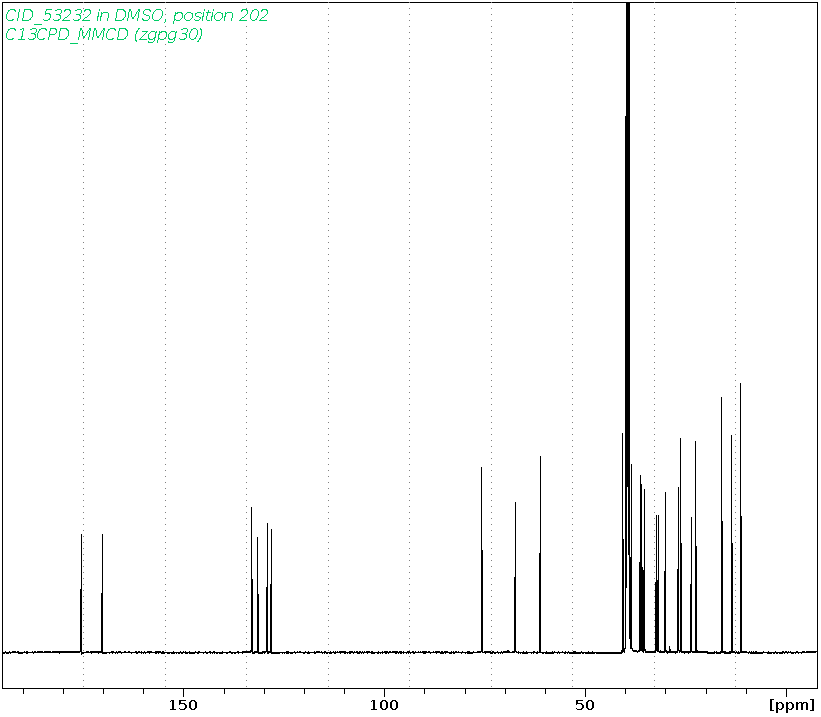 CID_53232 in DMSO; position 202
C13CPD_MMCD (zgpg30)
150 100 50 [ppm]